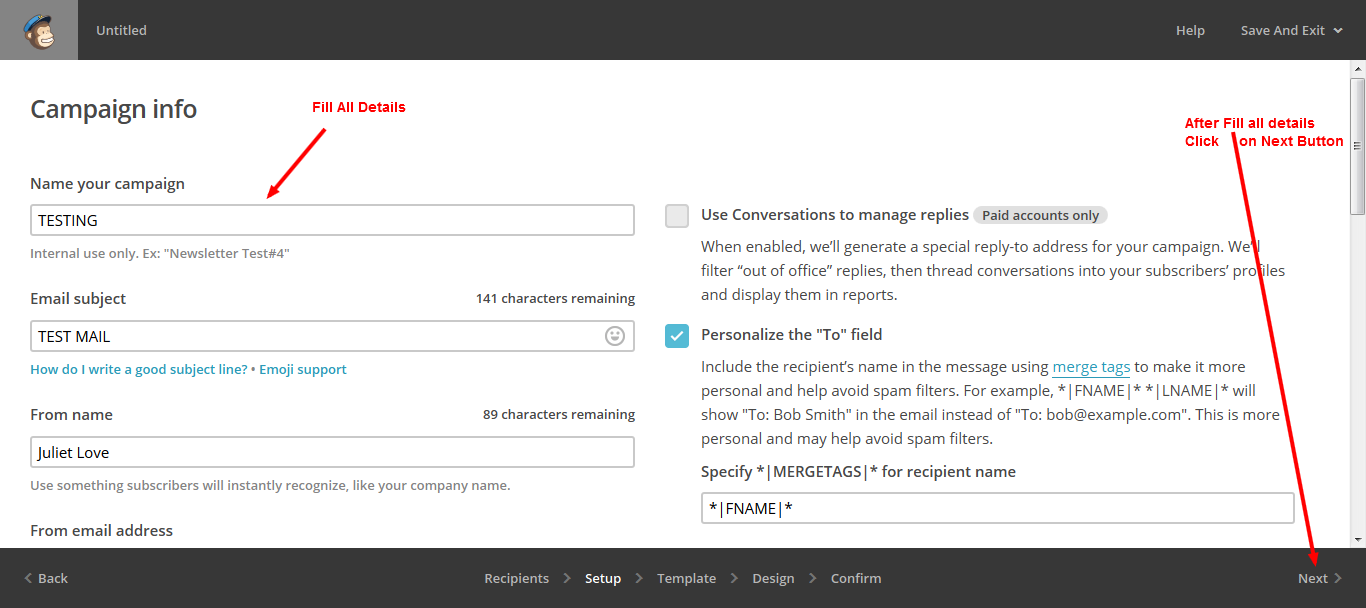 Untitled
Help
Save And Exit
Campaign info
Fill All Details
After Fill all details
Click on Next Button
Name your campaign
TESTING
Internal use only. Ex: "Newsletter Test#4"
Email subject
141 characters remaining
TEST MAIL
How do I write a good subject line? • Emoji support
From name
89 characters remaining
Juliet Love
Use something subscribers will instantly recognize, like your company name.
From email address
Use Conversations to manage replies
Paid accounts only
When enabled, we’ll generate a special reply-to address for your campaign. We’ll
filter “out of office” replies, then thread conversations into your subscribers’ profiles
and display them in reports.
Personalize the "To" field
Include the recipient’s name in the message using merge tags to make it more
personal and help avoid spam filters. For example, *|FNAME|* *|LNAME|* will
show "To: Bob Smith" in the email instead of "To: bob@example.com". This is more
personal and may help avoid spam filters.
Specify *|MERGETAGS|* for recipient name
*|FNAME|*
Back
Recipients
Setup
Template
Design
Confirm
Next